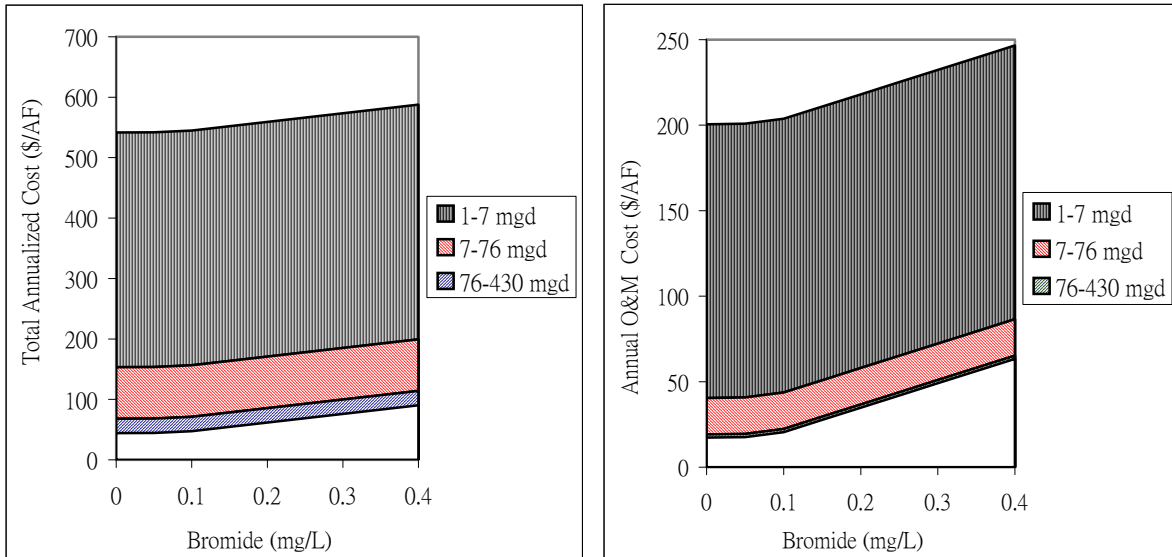 Total Annualized Cost ($/AF)
700
600
500
400
300
200
100
0
0 0.1 0.2 0.3 0.4
Bromide (mg/L)
1-7 mgd
7-76 mgd
76-430 mgd
Annual O&M Cost ($/AF)
250
200
150
100
50
0
0 0.1 0.2 0.3 0.4
Bromide (mg/L)
1-7 mgd
7-76 mgd
76-430 mgd